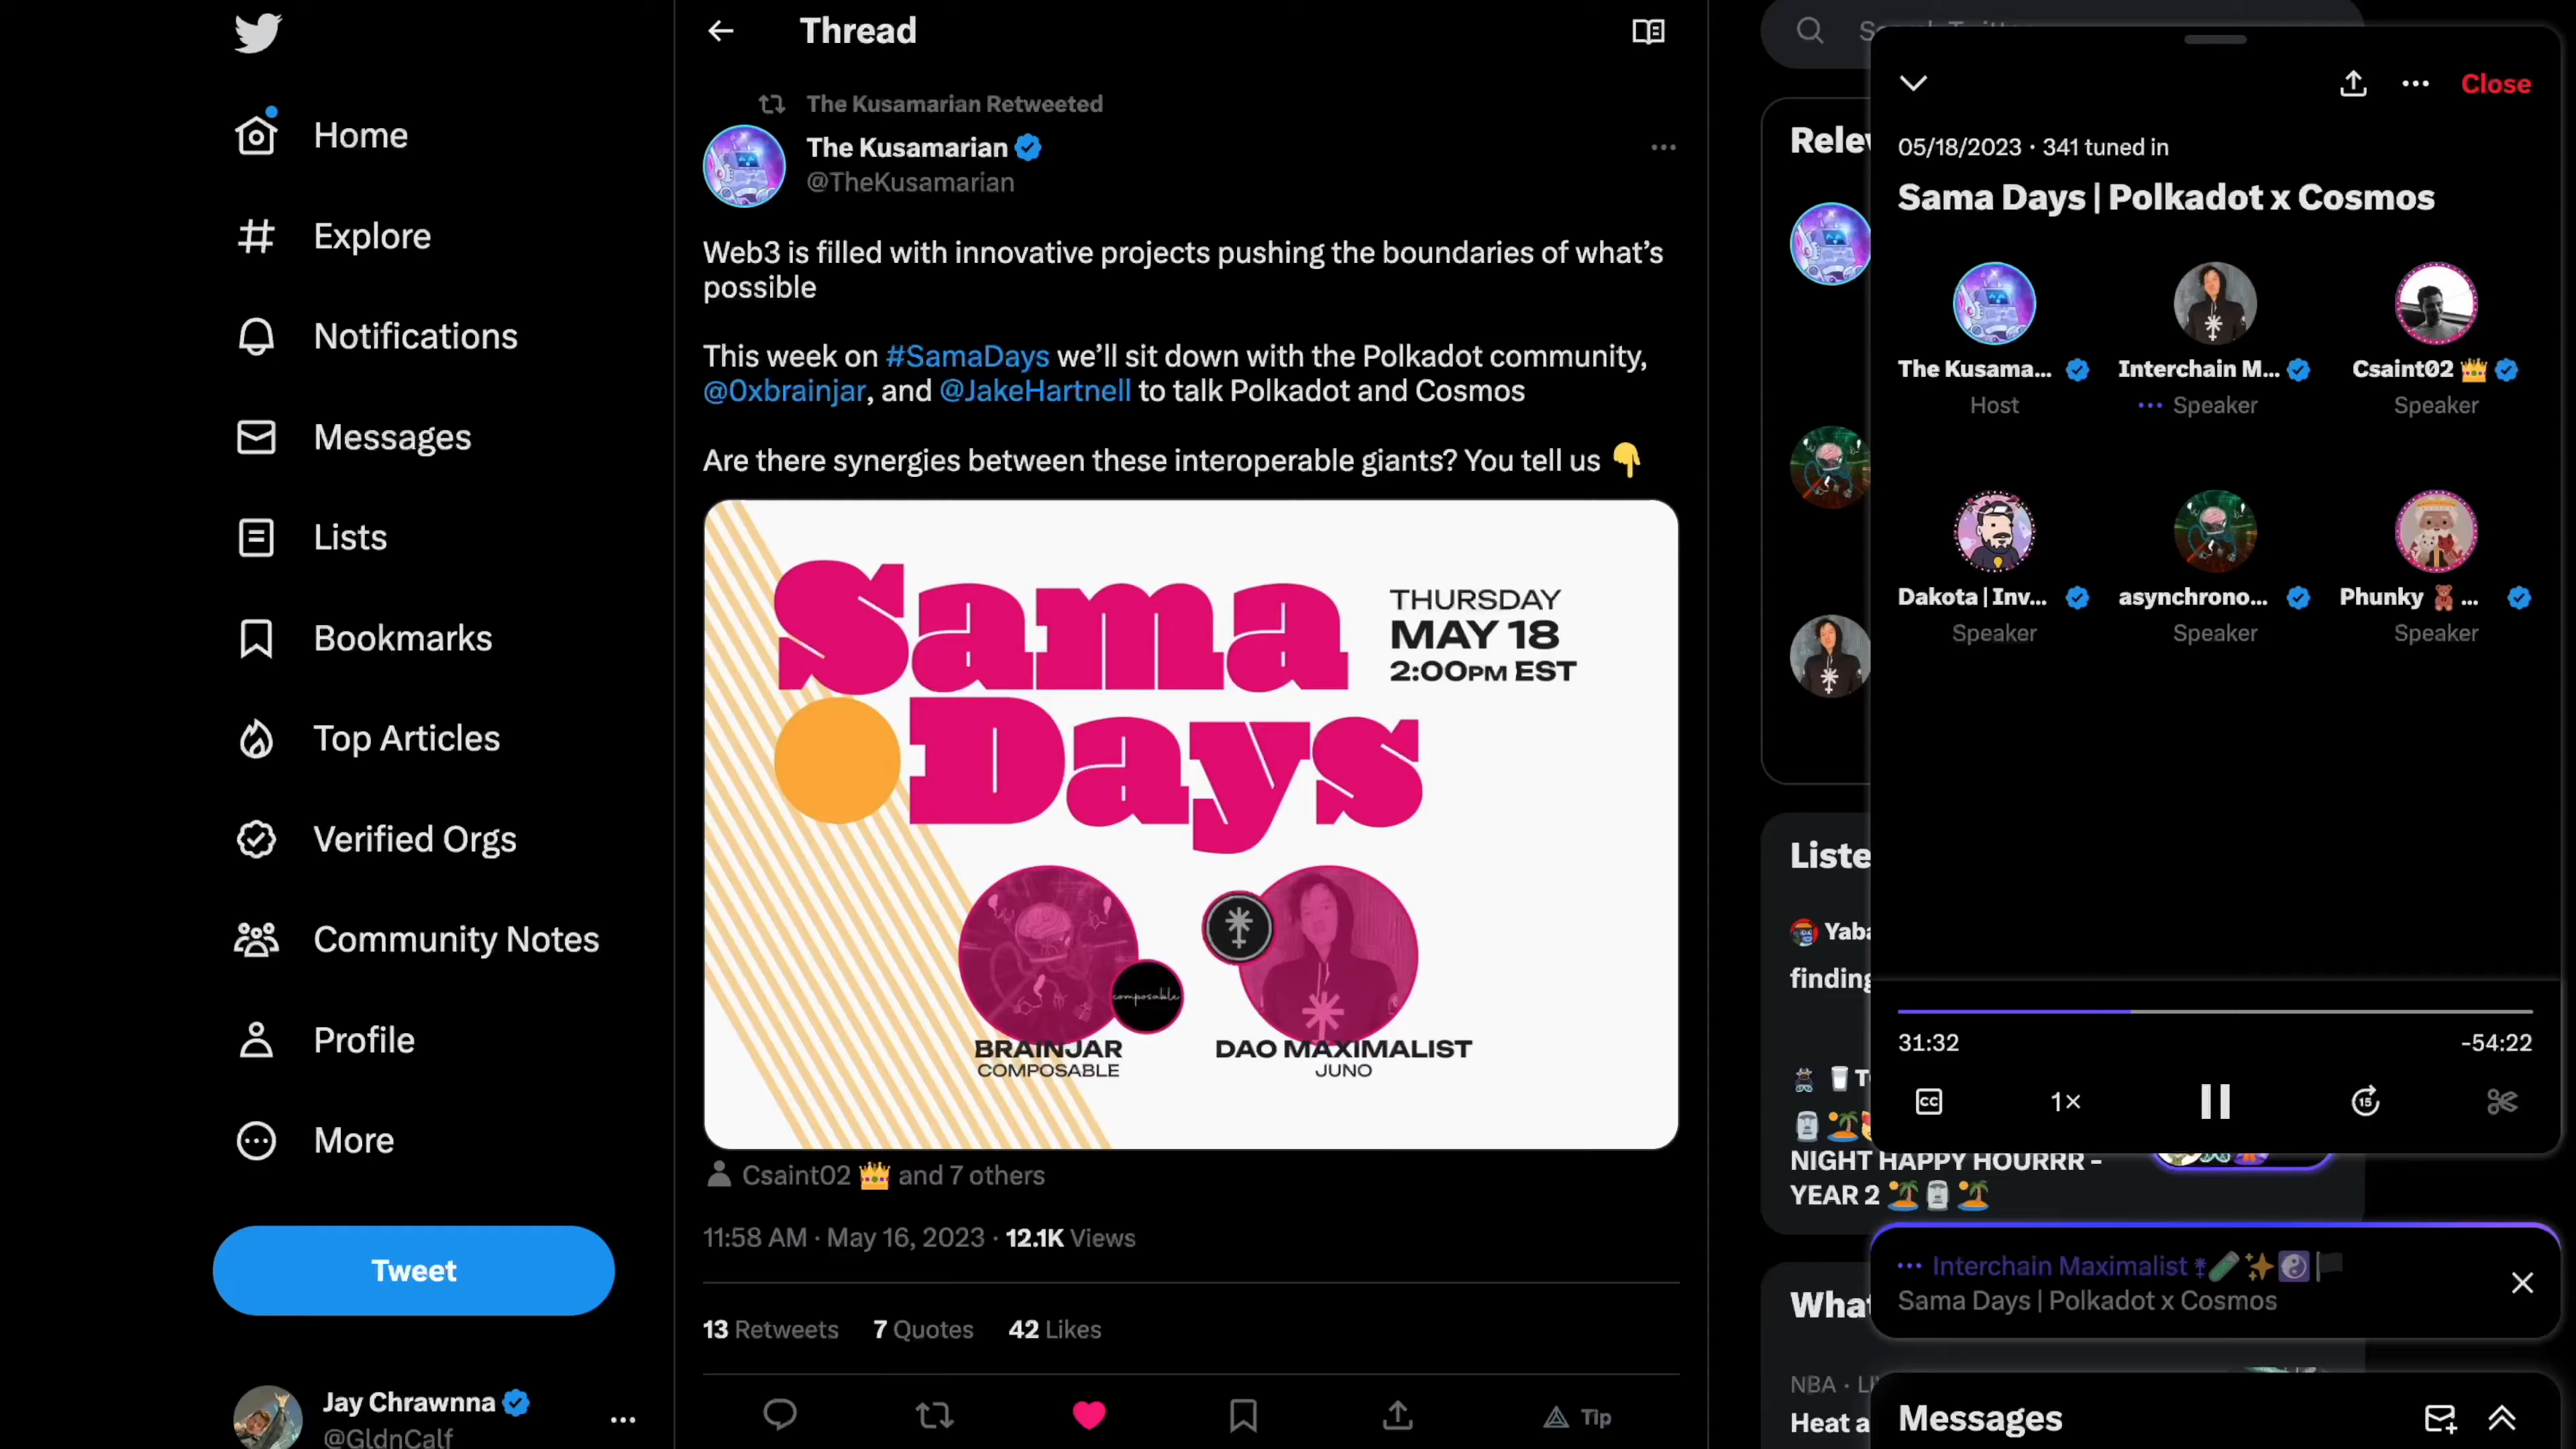 Home
Explore
Notifications
Messages
Lists
Bookmarks
Top Articles
Verified Orgs
Community Notes
Profile
More
Tweet
Jay Chrawnna
@GldnCalf
Thread
The Kusamarian Retweeted
The Kusamarian
@TheKusamarian
Web3 is filled with innovative projects pushing the boundaries of what's
possible
This week on #SamaDays we'll sit down with the Polkadot community,
@0xbrainjar, and @JakeHartnell to talk Polkadot and Cosmos
Are there synergies between these interoperable giants? You tell us 👇
Sama
Days
THURSDAY
MAY 18
2:00PM EST
composable
BRAINJAR
COMPOSABLE
DAO MAXIMALIST
JUNO
Csaint02 👑 and 7 others
11:58 AM · May 16, 2023 · 12.1K Views
13 Retweets 7 Quotes 42 Likes
Tip
Close
05/18/2023 · 341 tuned in
Sama Days | Polkadot x Cosmos
The Kusama... Interchain M... Csaint02 👑
Host Speaker Speaker
Dakota | Inv... asynchrono... Phunky 🧸 ...
Speaker Speaker Speaker
31:32 -54:22
CC 1× 15
NIGHT HAPPY HOURRR -
YEAR 2 🏝️🗿🏝️
Interchain Maximalist
Sama Days | Polkadot x Cosmos
NBA
Heat a
Messages